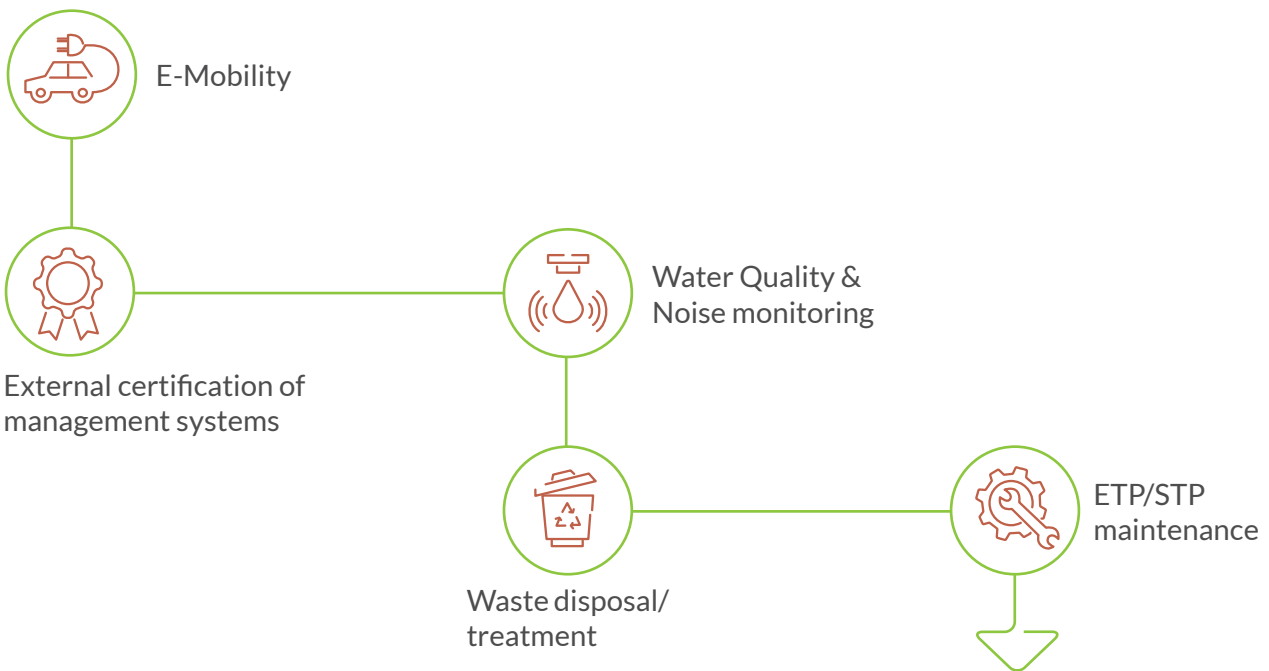 E-Mobility
External certification of
management systems
Water Quality &
Noise monitoring
Waste disposal/
treatment
ETP/STP
maintenance